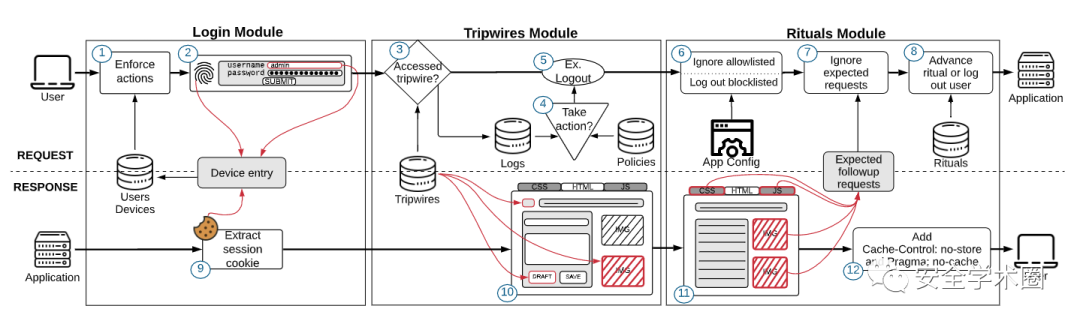 Login Module
Tripwires Module
Rituals Module
1
Enforce
actions
2
username admin
password
SUBMIT
3
Accessed
tripwire?
5
Ex.
Logout
4
Take
action?
6
Ignore allowlisted
Log out blocklisted
7
Ignore
expected
requests
8
Advance
ritual or log
out user
User
Application
Logs
Policies
App Config
Rituals
REQUEST
RESPONSE
Users
Devices
Device entry
Tripwires
Expected
followup
requests
CSS HTML JS
IMG
IMG
DRAFT SAVE
10
CSS HTML JS
IMG
IMG
11
Application
Extract
session
cookie
9
Add
Cache-Control: no-store
and Pragma: no-cache
12
安全学术圈